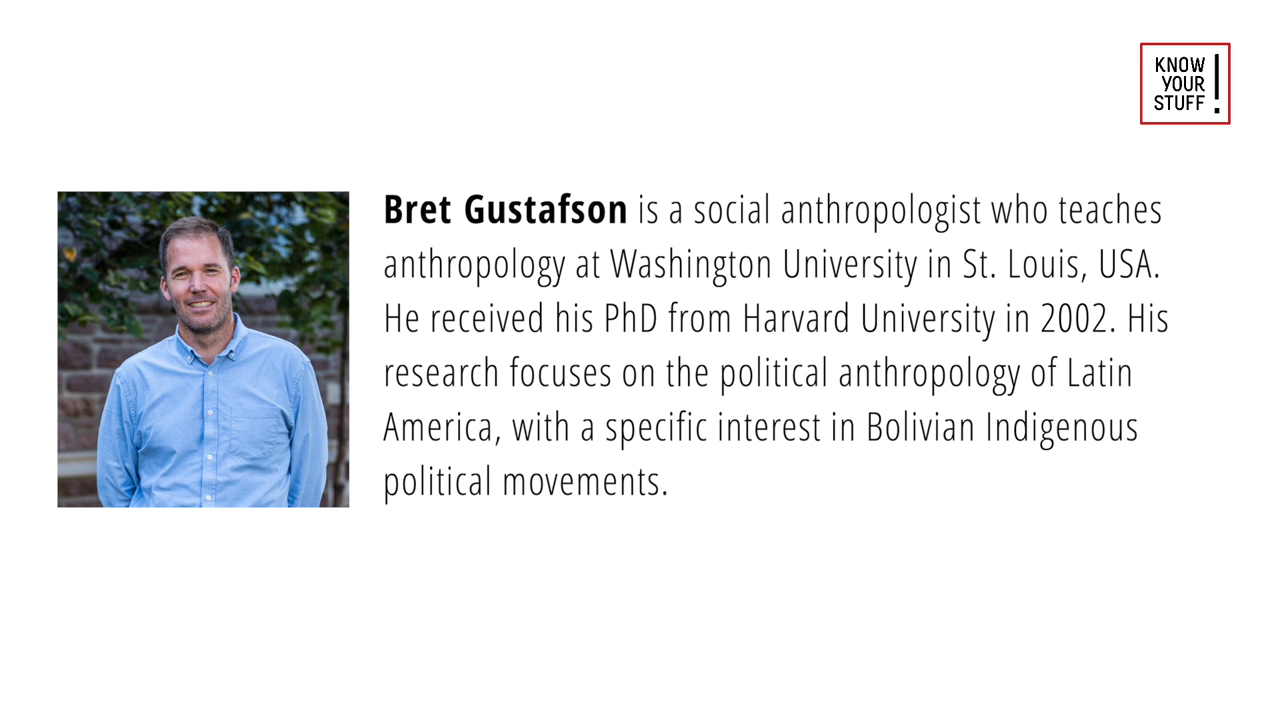 KNOW
YOUR
STUFF !
Bret Gustafson is a social anthropologist who teaches
anthropology at Washington University in St. Louis, USA.
He received his PhD from Harvard University in 2002. His
research focuses on the political anthropology of Latin
America, with a specific interest in Bolivian Indigenous
political movements.